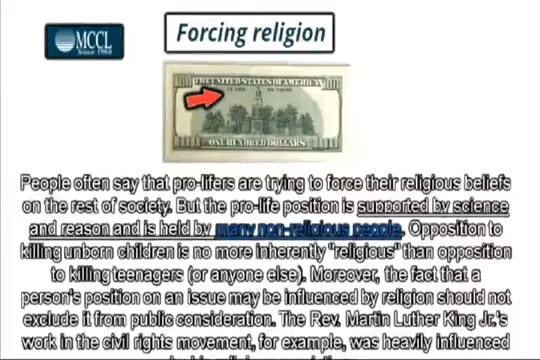 MCCL
Since 1968
Forcing religion
THE UNITED STATES OF AMERICA
ONE HUNDRED DOLLARS
People often say that pro-lifers are trying to force their religious beliefs
on the rest of society. But the pro-life position is supported by science
and reason and is held by many non-religious people. Opposition to
killing unborn children is no more inherently "religious" than opposition
to killing teenagers (or anyone else). Moreover, the fact that a
person's position on an issue may be influenced by religion should not
exclude it from public consideration. The Rev. Martin Luther King Jr.'s
work in the civil rights movement, for example, was heavily influenced